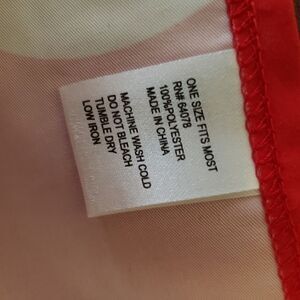 ONE SIZE FITS MOST
RN# 64078
100%POLYESTER
MADE IN CHINA
MACHINE WASH COLD
DO NOT BLEACH
TUMBLE DRY
LOW IRON